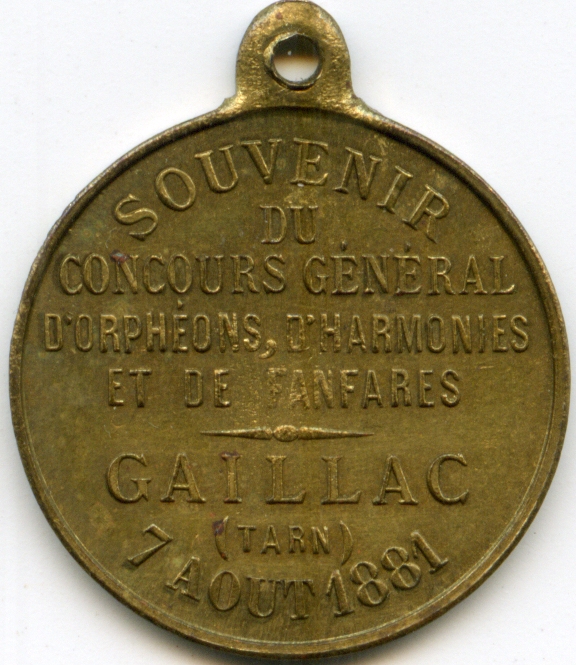 SOUVENIR
DU
CONCOURS GÉNÉRAL
D'ORPHÉONS, D'HARMONIES
ET DE FANFARES
GAILLAC
(TARN)
7 AOUT 1881